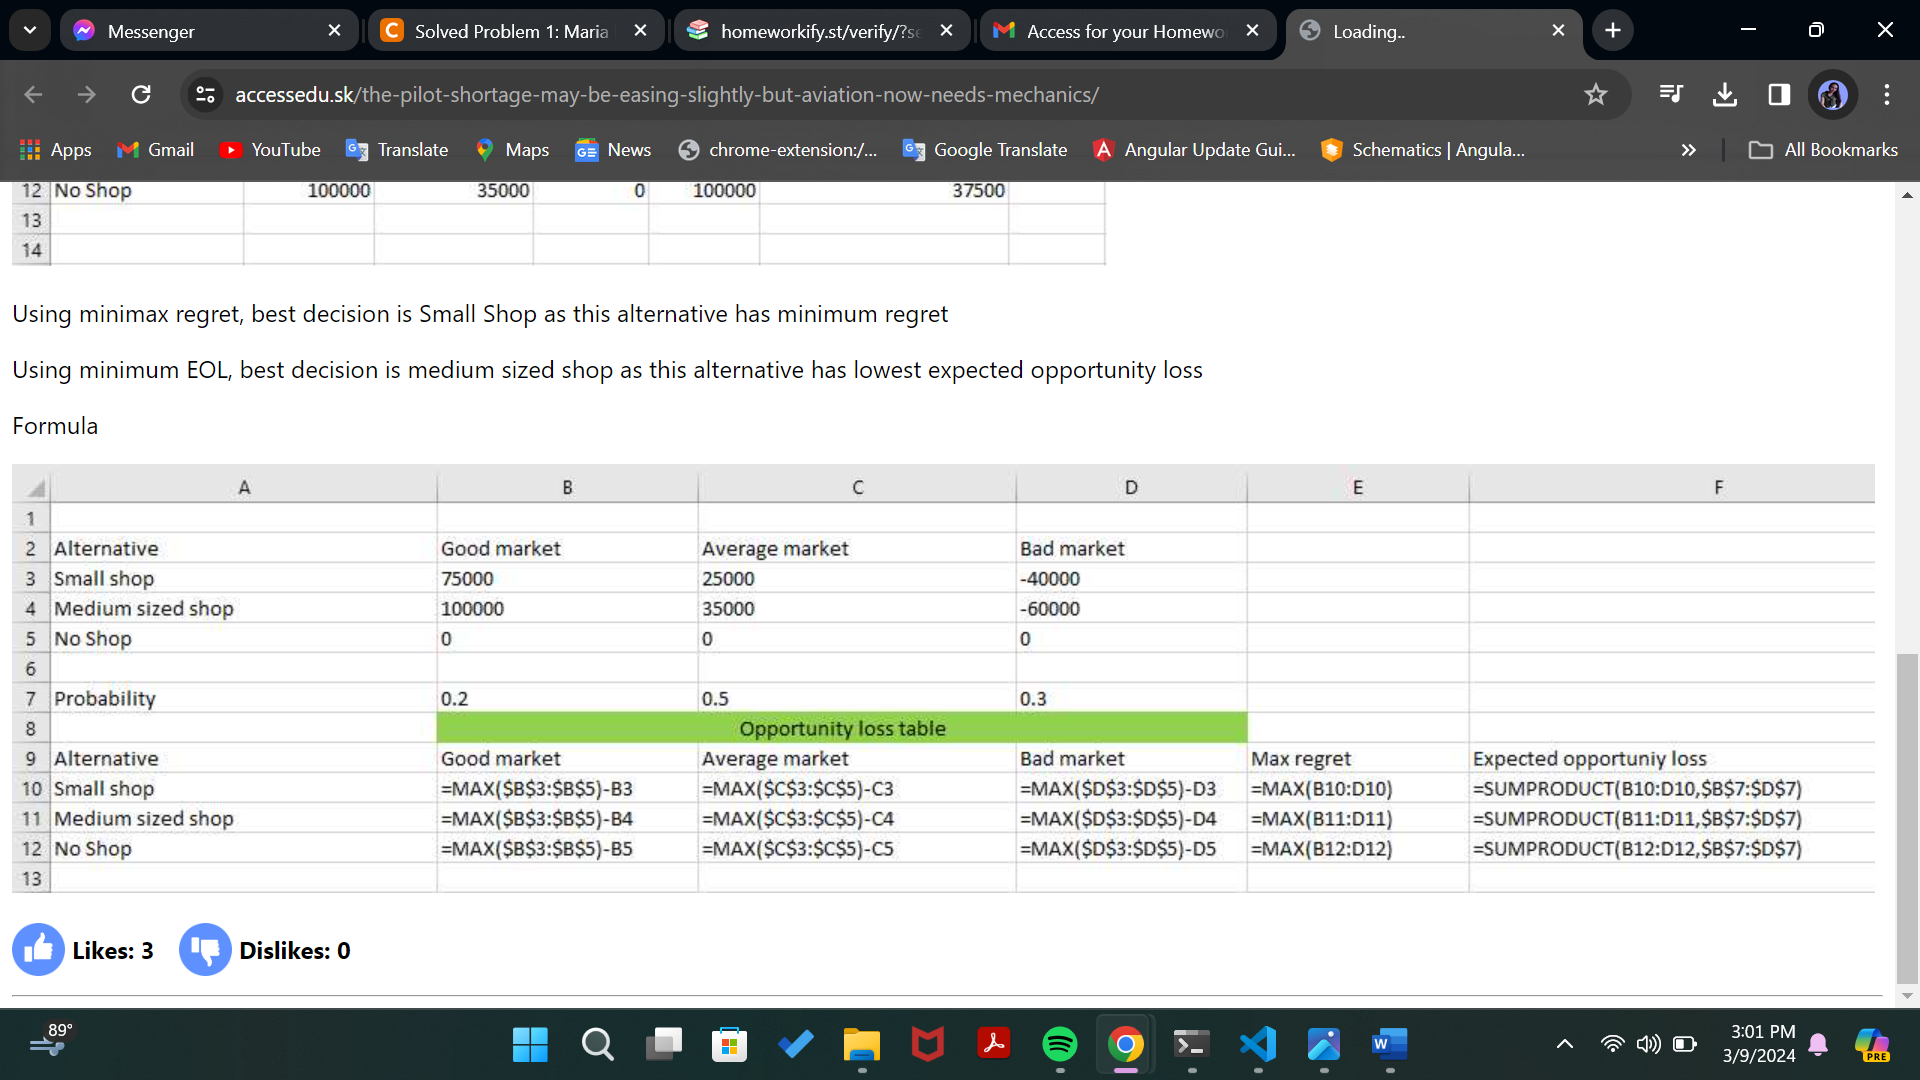 Messenger
Solved Problem 1: Maria
homeworkify.st/verify/?se
Access for your Homewo
Loading..
accessedu.sk/the-pilot-shortage-may-be-easing-slightly-but-aviation-now-needs-mechanics/
Apps Gmail YouTube Translate Maps News chrome-extension:/... Google Translate Angular Update Gui... Schematics | Angula... » All Bookmarks
12 No Shop 100000 35000 0 100000 37500
13
14
Using minimax regret, best decision is Small Shop as this alternative has minimum regret
Using minimum EOL, best decision is medium sized shop as this alternative has lowest expected opportunity loss
Formula
A B C D E F
1
2 Alternative Good market Average market Bad market
3 Small shop 75000 25000 -40000
4 Medium sized shop 100000 35000 -60000
5 No Shop 0 0 0
6
7 Probability 0.2 0.5 0.3
8 Opportunity loss table
9 Alternative Good market Average market Bad market Max regret Expected opportuniy loss
10 Small shop =MAX($B$3:$B$5)-B3 =MAX($C$3:$C$5)-C3 =MAX($D$3:$D$5)-D3 =MAX(B10:D10) =SUMPRODUCT(B10:D10,$B$7:$D$7)
11 Medium sized shop =MAX($B$3:$B$5)-B4 =MAX($C$3:$C$5)-C4 =MAX($D$3:$D$5)-D4 =MAX(B11:D11) =SUMPRODUCT(B11:D11,$B$7:$D$7)
12 No Shop =MAX($B$3:$B$5)-B5 =MAX($C$3:$C$5)-C5 =MAX($D$3:$D$5)-D5 =MAX(B12:D12) =SUMPRODUCT(B12:D12,$B$7:$D$7)
13
Likes: 3 Dislikes: 0
89°
3:01 PM
3/9/2024
PRE